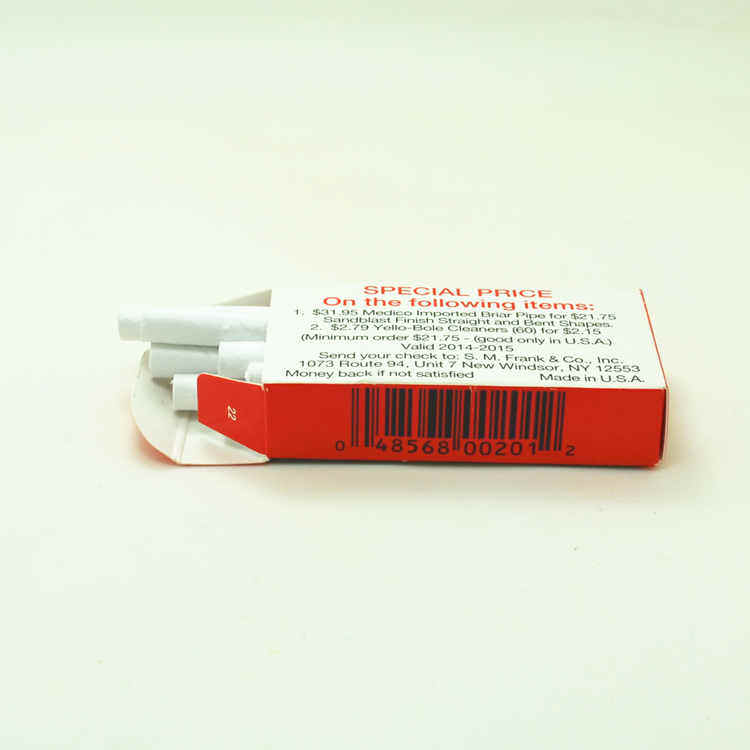 SPECIAL PRICE
On the following items:
1. $31.95 Medico Imported Briar Pipe for $21.75
Sandblast Finish Straight and Bent Shapes.
2. $2.79 Yello-Bole Cleaners (60) for $2.15
(Minimum order $21.75 - (good only in U.S.A.)
Valid 2014-2015
Send your check to: S. M. Frank & Co., Inc.
1073 Route 94, Unit 7 New Windsor, NY 12553
Money back if not satisfied Made in U.S.A.
22
0 48568 00201 2